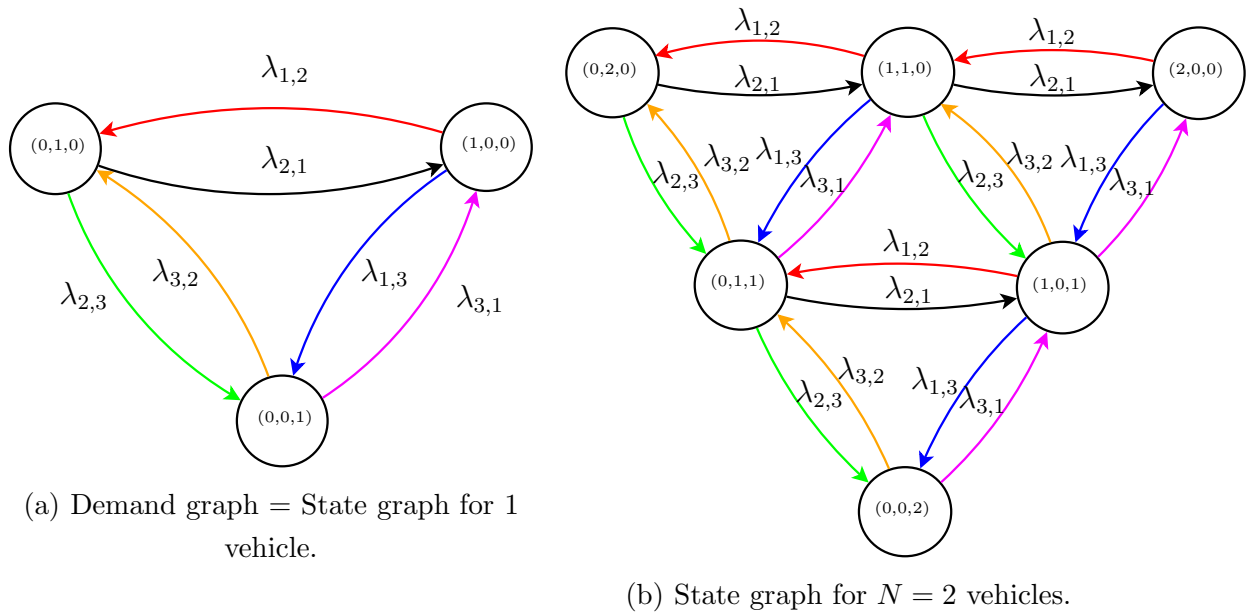 λ1,2
(0,1,0)
(1,0,0)
λ2,1
λ2,3
λ3,2
λ1,3
λ3,1
(0,0,1)
(a) Demand graph = State graph for 1
vehicle.
λ1,2
λ1,2
(0,2,0)
(1,1,0)
(2,0,0)
λ2,1
λ2,1
λ2,3
λ3,2
λ1,3
λ3,1
λ2,3
λ3,2
λ1,3
λ3,1
λ1,2
(0,1,1)
(1,0,1)
λ2,1
λ2,3
λ3,2
λ1,3
λ3,1
(0,0,2)
(b) State graph for N = 2 vehicles.